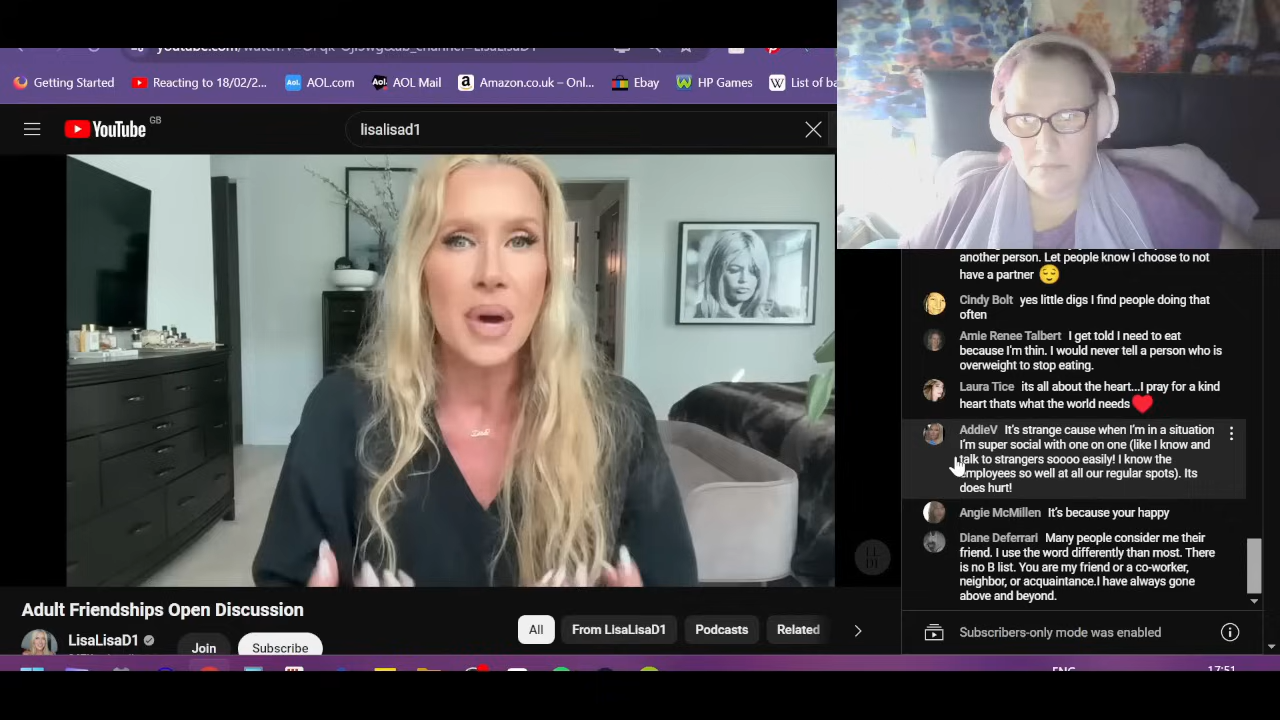 Getting Started
Reacting to 18/02/2...
Aol.
AOL.com
Aol.
AOL Mail
Amazon.co.uk – Onl...
Ebay
HP Games
W
List of ba
YouTube GB
lisalisad1
another person. Let people know I choose to not
have a partner 😌
Cindy Bolt yes little digs I find people doing that
often
Amie Renee Talbert I get told I need to eat
because I'm thin. I would never tell a person who is
overweight to stop eating.
Laura Tice its all about the heart...I pray for a kind
heart thats what the world needs❤️
AddieV It's strange cause when I'm in a situation
I'm super social with one on one (like I know and
talk to strangers soooo easily! I know the
employees so well at all our regular spots). Its
does hurt!
Angie McMillen It's because your happy
Diane Deferrari Many people consider me their
friend. I use the word differently than most. There
is no B list. You are my friend or a co-worker,
neighbor, or acquaintance.I have always gone
above and beyond.
Subscribers-only mode was enabled
Adult Friendships Open Discussion
LisaLisaD1
Join
Subscribe
All
From LisaLisaD1
Podcasts
Related
ENG
17:51